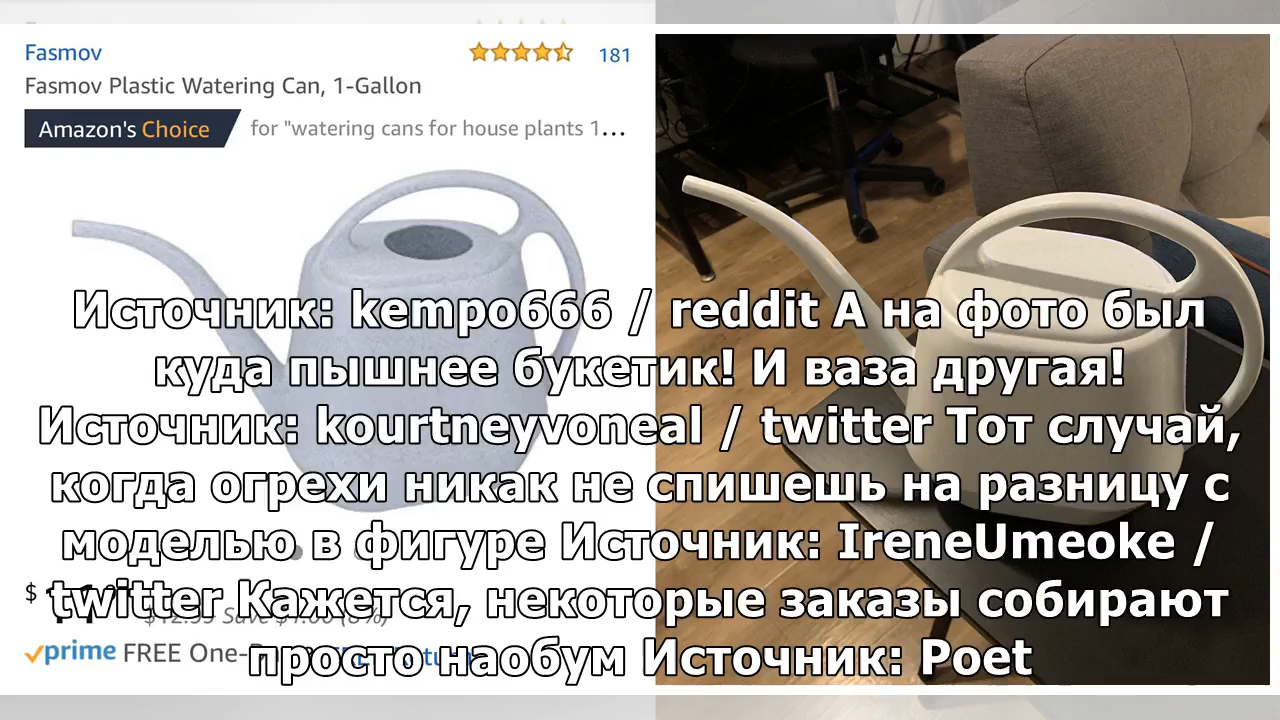 Fasmov
181
Fasmov Plastic Watering Can, 1-Gallon
Amazon's Choice for "watering cans for house plants 1...
Источник: kempo666 / reddit А на фото был
куда пышнее букетик! И ваза другая!
Источник: kourtneyvoneal / twitter Тот случай,
когда огрехи никак не спишешь на разницу с
моделью в фигуре Источник: IreneUmeoke /
twitter Кажется, некоторые заказы собирают
просто наобум Источник: Poet
$
Save
prime FREE